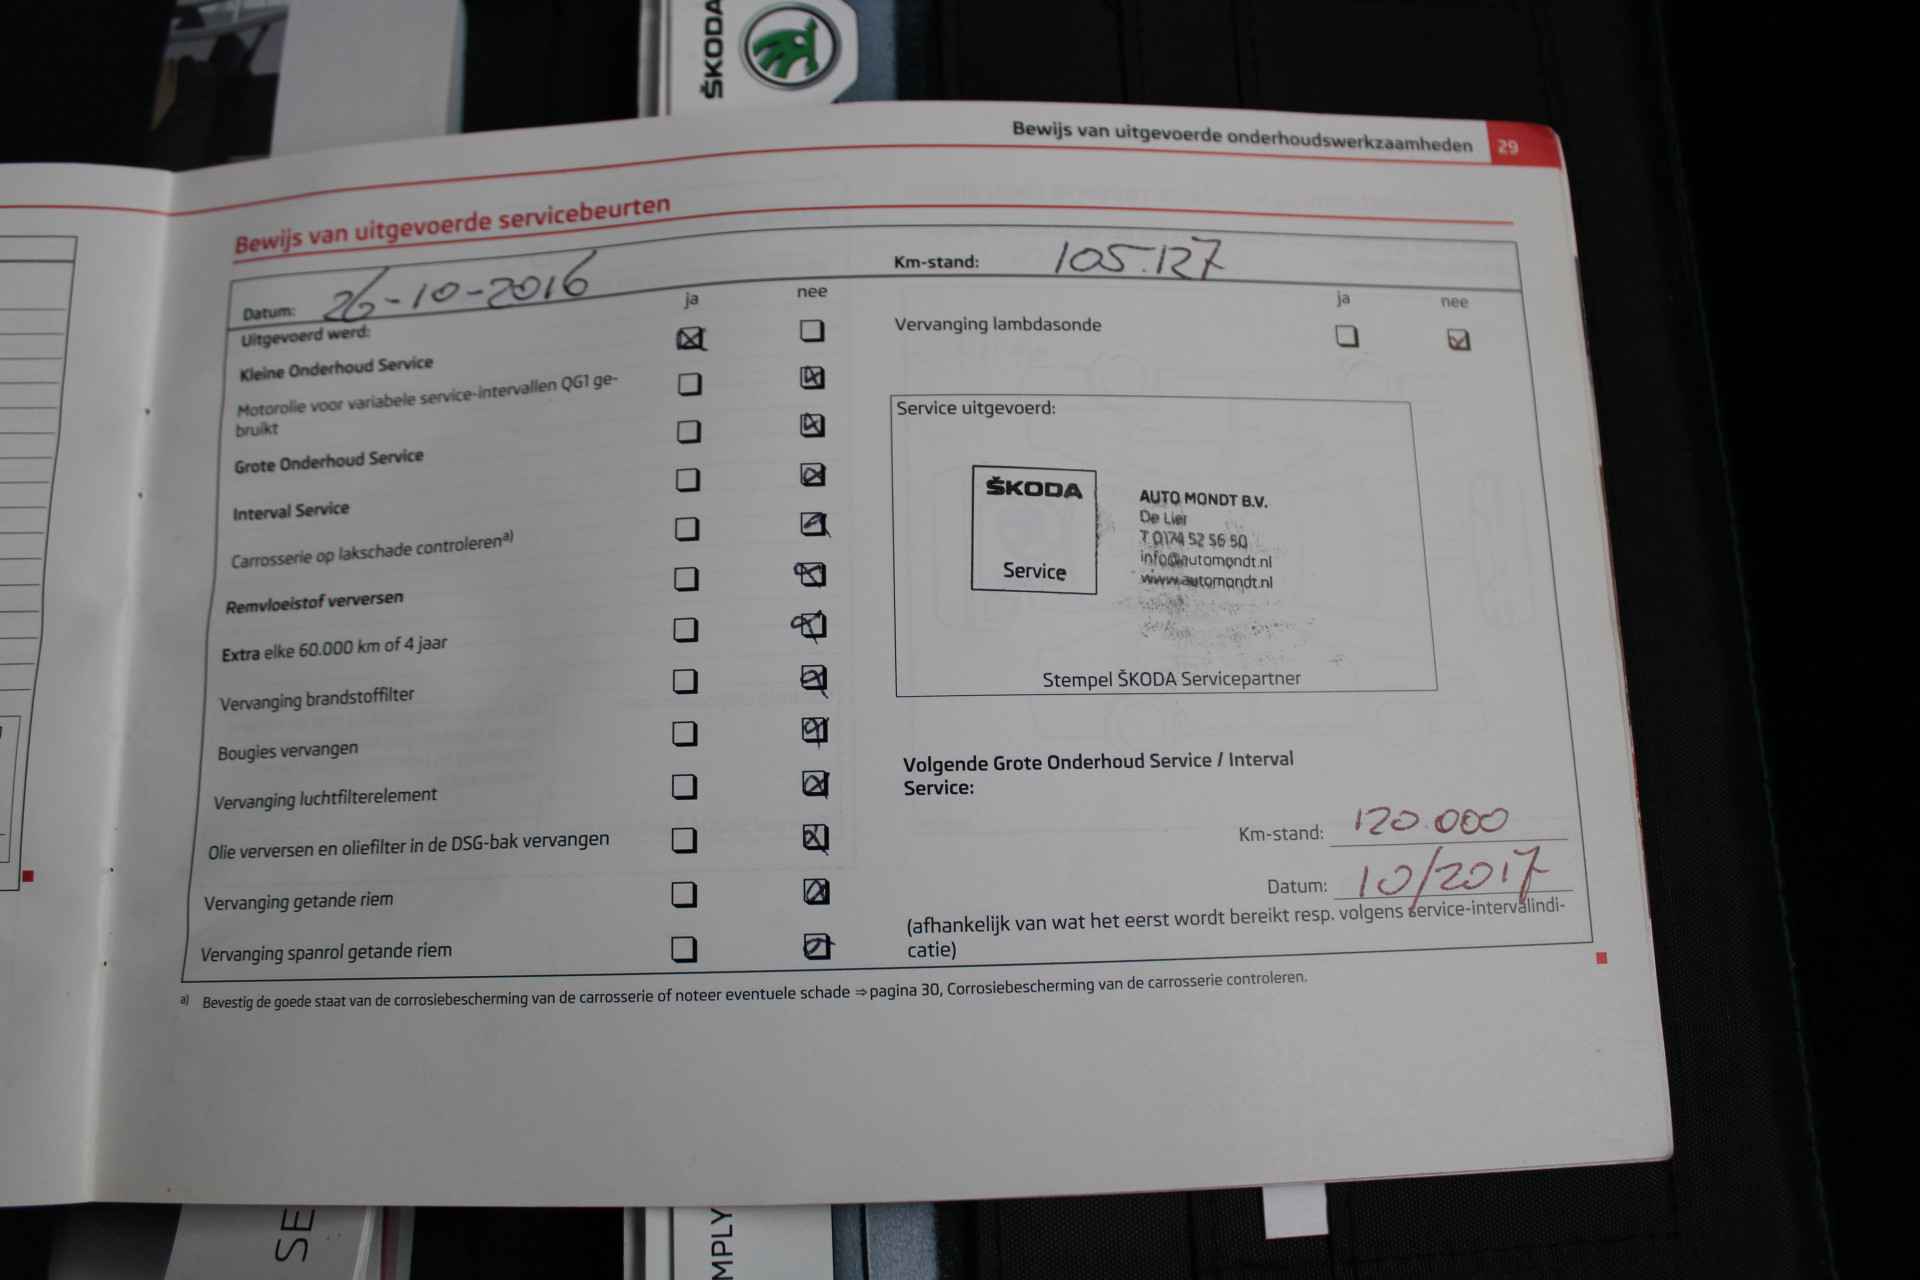 ŠKODA
Bewijs van uitgevoerde onderhoudswerkzaamheden 29
Bewijs van uitgevoerde servicebeurten
Datum: 26-10-2016
Km-stand: 105.127
Uitgevoerd werd:
ja nee
Kleine Onderhoud Service
Motorolie voor variabele service-intervallen QG1 ge-
bruikt
Grote Onderhoud Service
Interval Service
Carrosserie op lakschade controlerena)
Remvloeistof verversen
Extra elke 60.000 km of 4 jaar
Vervanging brandstoffilter
Bougies vervangen
Vervanging luchtfilterelement
Olie verversen en oliefilter in de DSG-bak vervangen
Vervanging getande riem
Vervanging spanrol getande riem
ja nee
Vervanging lambdasonde
Service uitgevoerd:
ŠKODA
Service
AUTO MONDT B.V.
De Lier
T 0174 52 56 50
info@automondt.nl
www.automondt.nl
Stempel ŠKODA Servicepartner
Volgende Grote Onderhoud Service / Interval
Service:
Km-stand: 120.000
Datum: 10/2017
(afhankelijk van wat het eerst wordt bereikt resp. volgens service-intervalindi-
catie)
a) Bevestig de goede staat van de corrosiebescherming van de carrosserie of noteer eventuele schade ⇒ pagina 30, Corrosiebescherming van de carrosserie controleren.
SE
MPLY